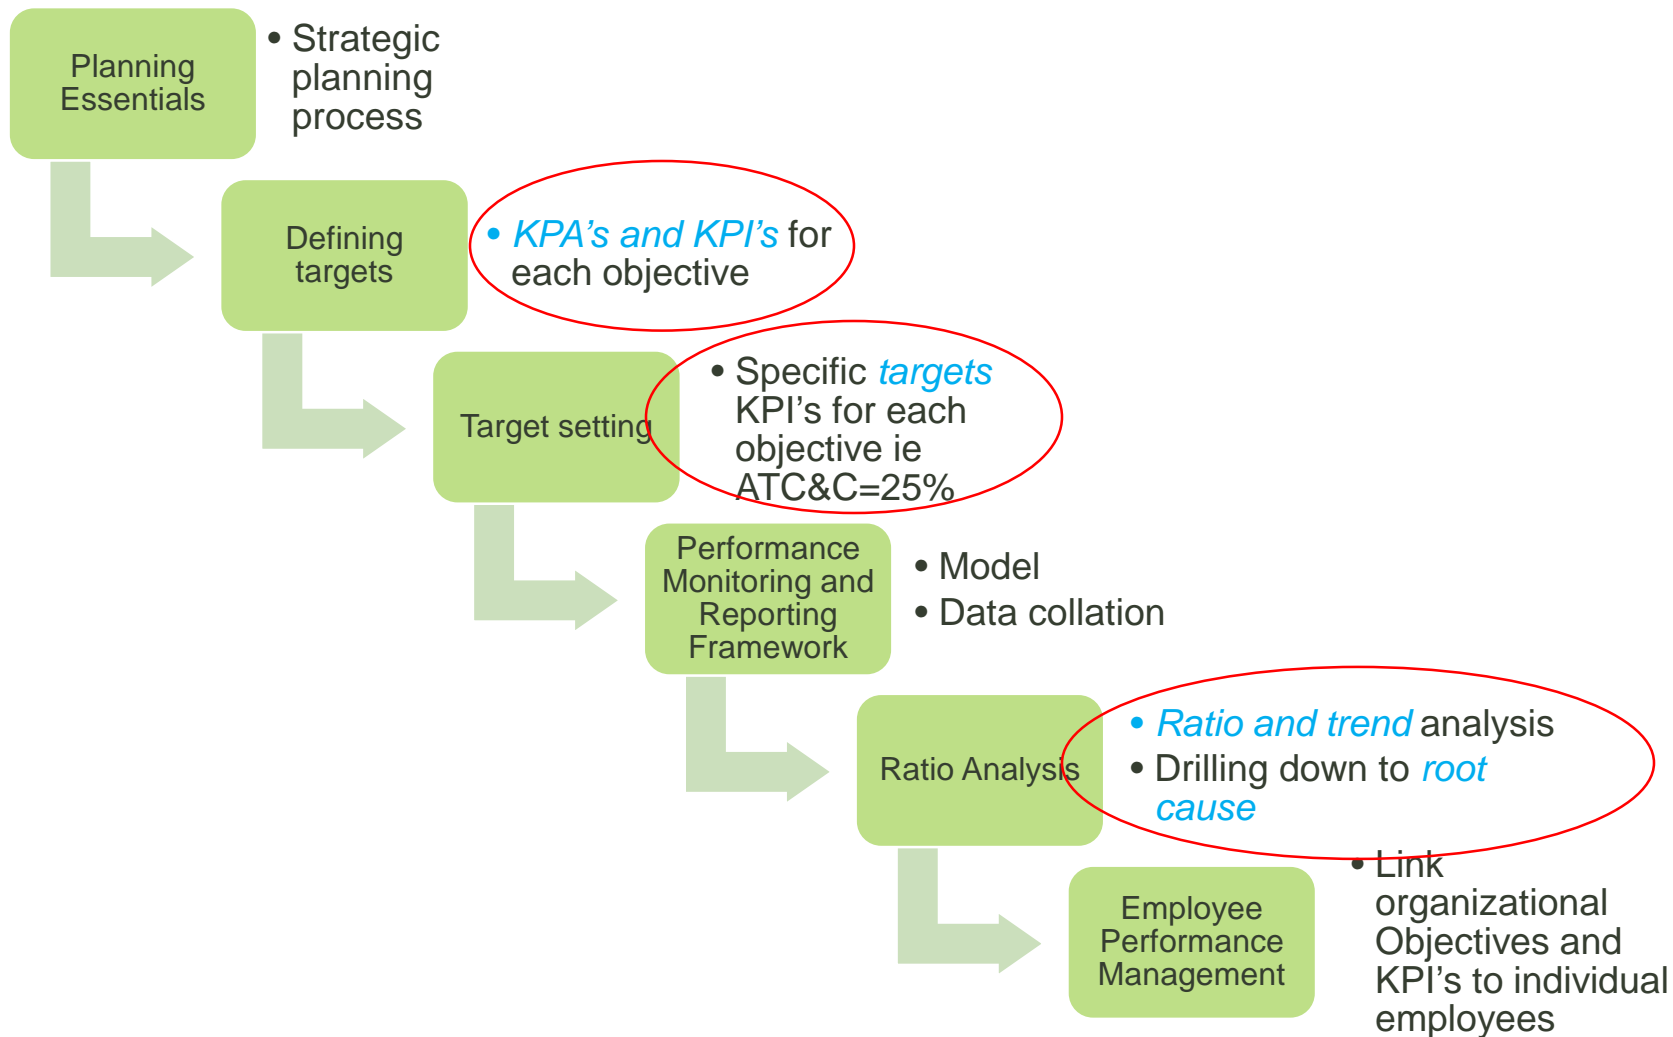 Planning
Essentials
• Strategic
planning
process
Defining
targets
• KPA’s and KPI’s for
each objective
Target setting
• Specific targets
KPI’s for each
objective ie
ATC&C=25%
Performance
Monitoring and
Reporting
Framework
• Model
• Data collation
Ratio Analysis
• Ratio and trend analysis
• Drilling down to root
cause
Employee
Performance
Management
• Link
organizational
Objectives and
KPI’s to individual
employees